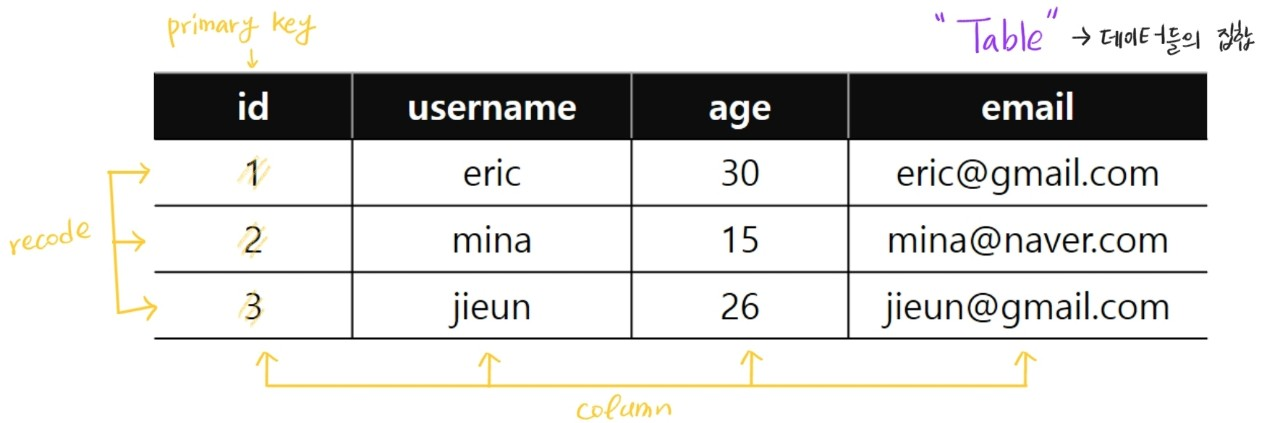 primary key
"Table" → 데이터들의 집합
id username age email
1 eric 30 eric@gmail.com
recode
2 mina 15 mina@naver.com
3 jieun 26 jieun@gmail.com
column